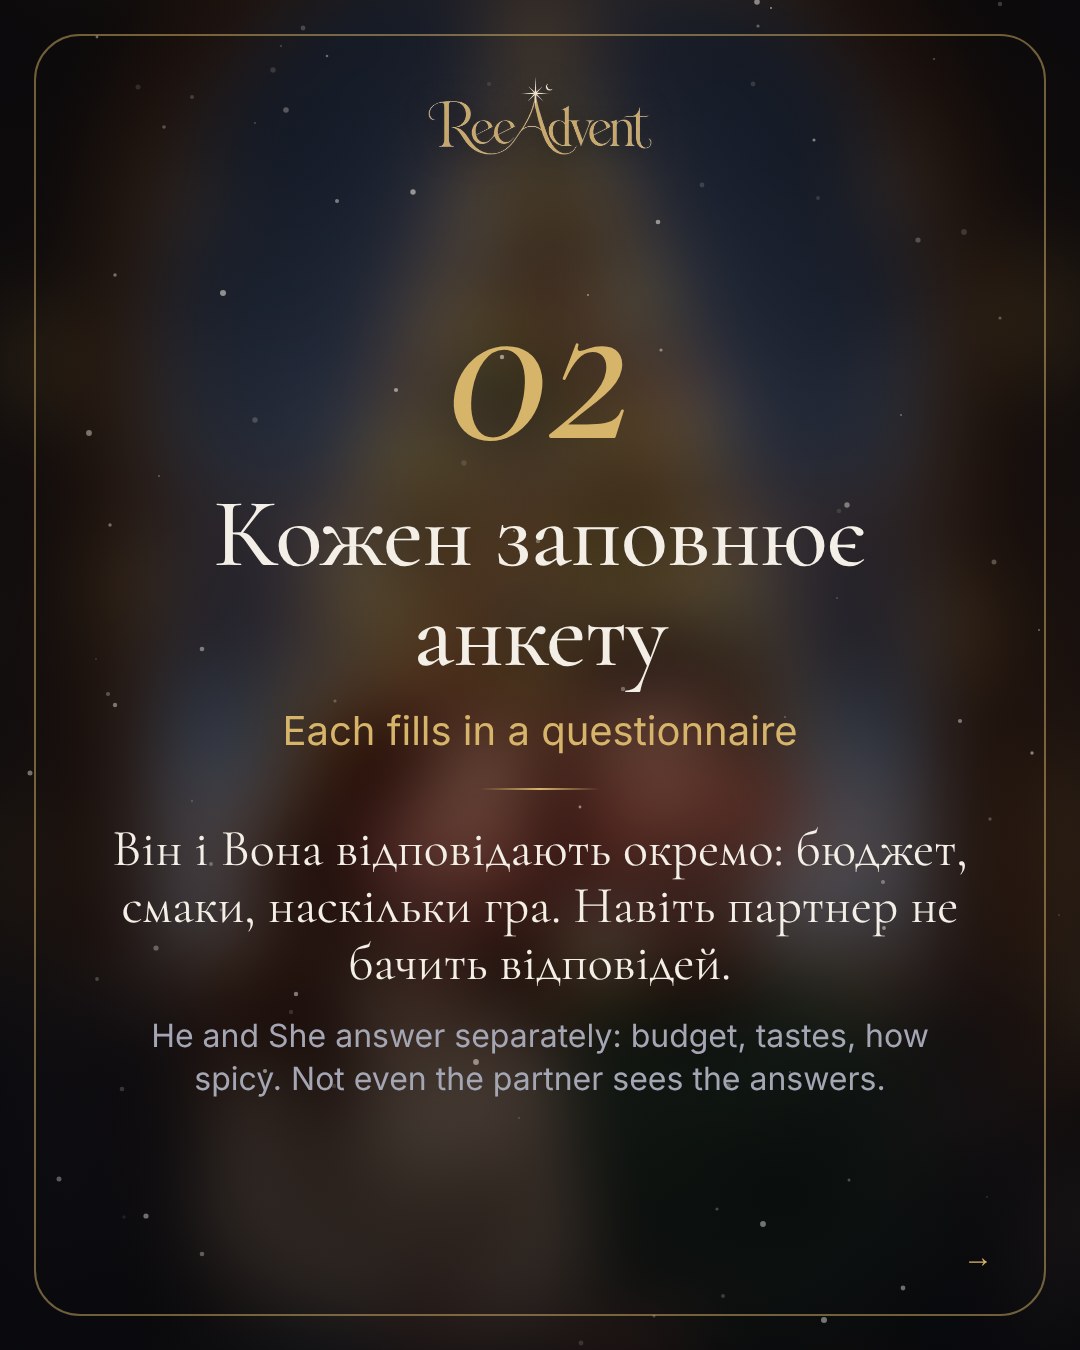 ReeAdvent
02
Кожен заповнює
анкету
Each fills in a questionnaire
Він і Вона відповідають окремо: бюджет,
смаки, наскільки гра. Навіть партнер не
бачить відповідей.
He and She answer separately: budget, tastes, how
spicy. Not even the partner sees the answers.
→